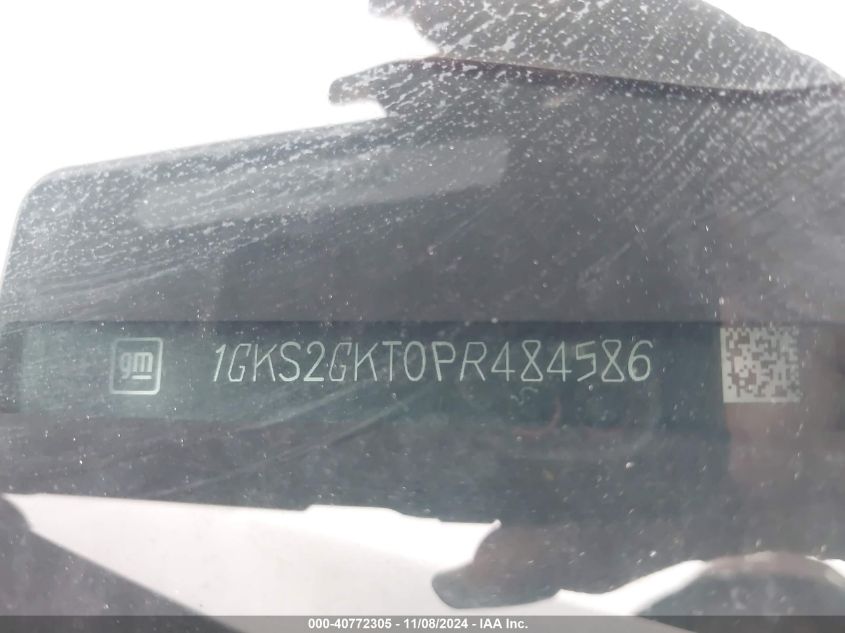 gm 1GKS2GKT0PR484586
000-40772305 - 11/08/2024 - IAA Inc.